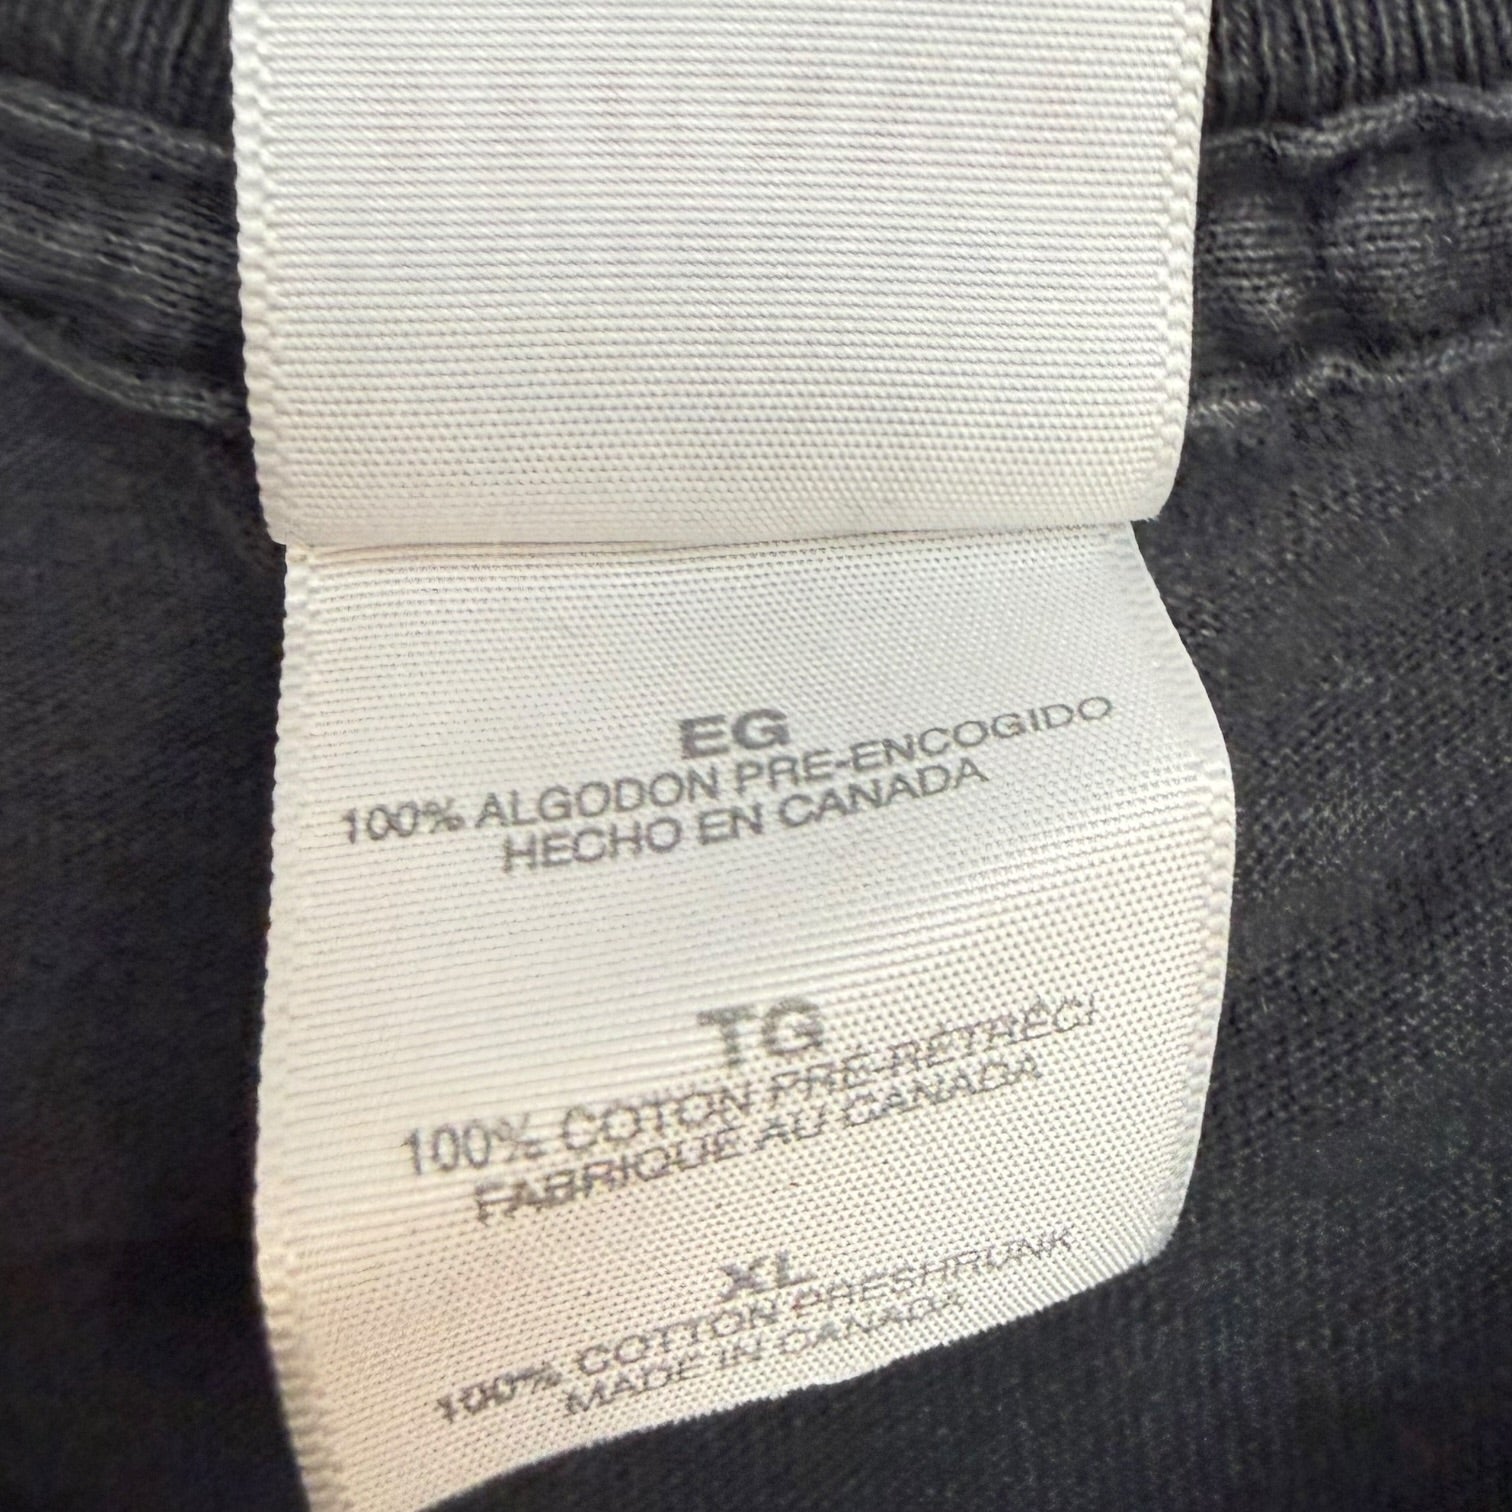 EG
100% ALGODON PRE-ENCOGIDO
HECHO EN CANADA
TG
100% COTON PRÉ-RÉTRÉCI
FABRIQUE AU CANADA
XL
100% COTTON PRESHRUNK
MADE IN CANADA